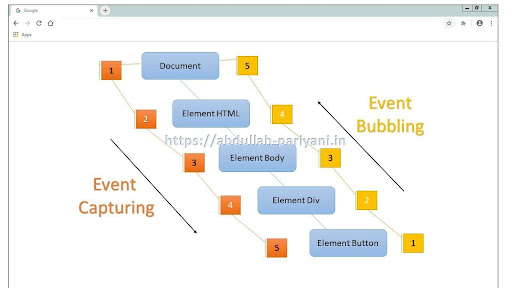 Google
Apps
Document
1
5
Element HTML
2
4
https://abdullah-pariyani.in
Element Body
3
3
Event
Bubbling
Event
Capturing
Element Div
4
2
Element Button
5
1